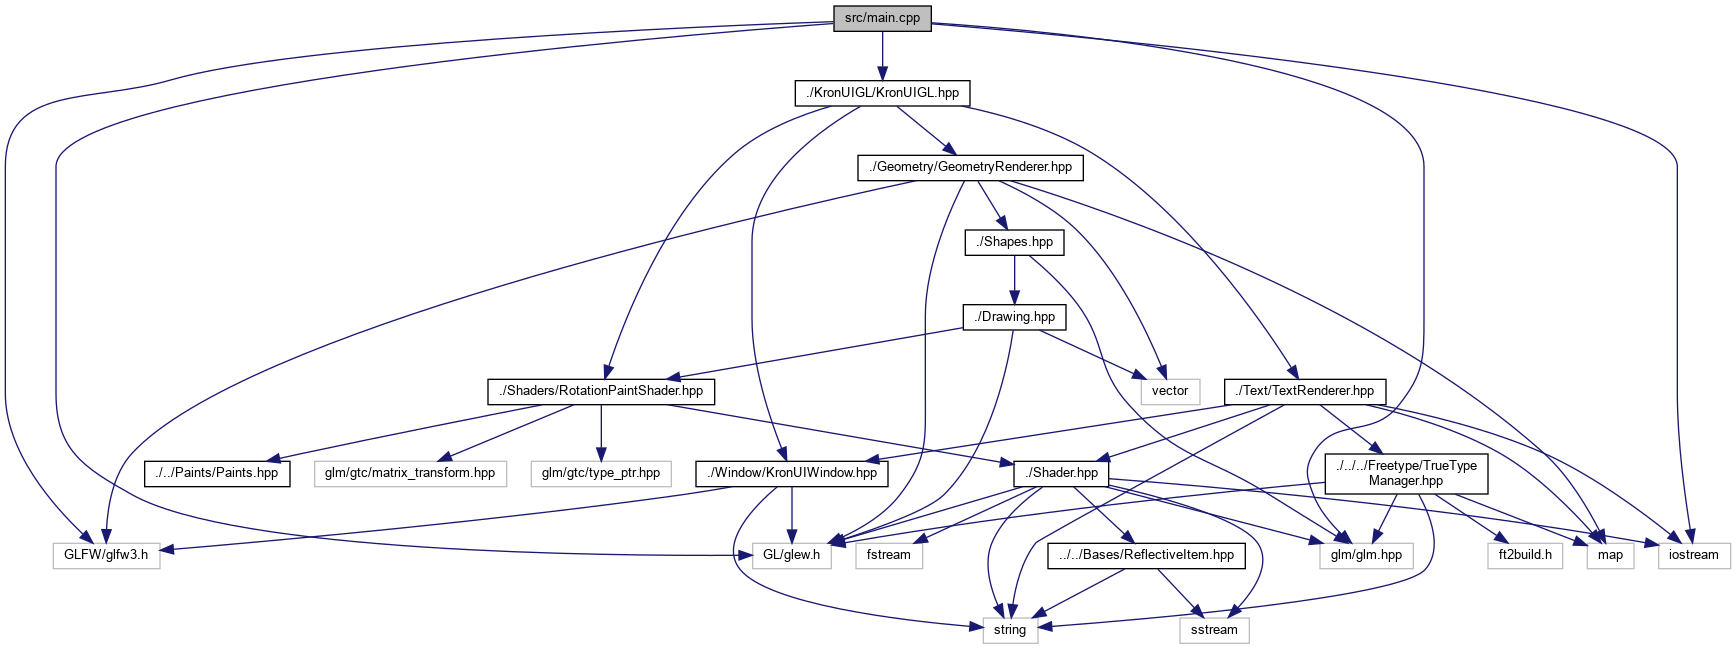 src/main.cpp
./KronUIGL/KronUIGL.hpp
./Geometry/GeometryRenderer.hpp
./Shapes.hpp
./Drawing.hpp
./Shaders/RotationPaintShader.hpp
vector
./Text/TextRenderer.hpp
./../Paints/Paints.hpp
glm/gtc/matrix_transform.hpp
glm/gtc/type_ptr.hpp
./Window/KronUIWindow.hpp
./Shader.hpp
./../../Freetype/TrueType
Manager.hpp
GLFW/glfw3.h
GL/glew.h
fstream
../../Bases/ReflectiveItem.hpp
glm/glm.hpp
ft2build.h
map
iostream
string
sstream